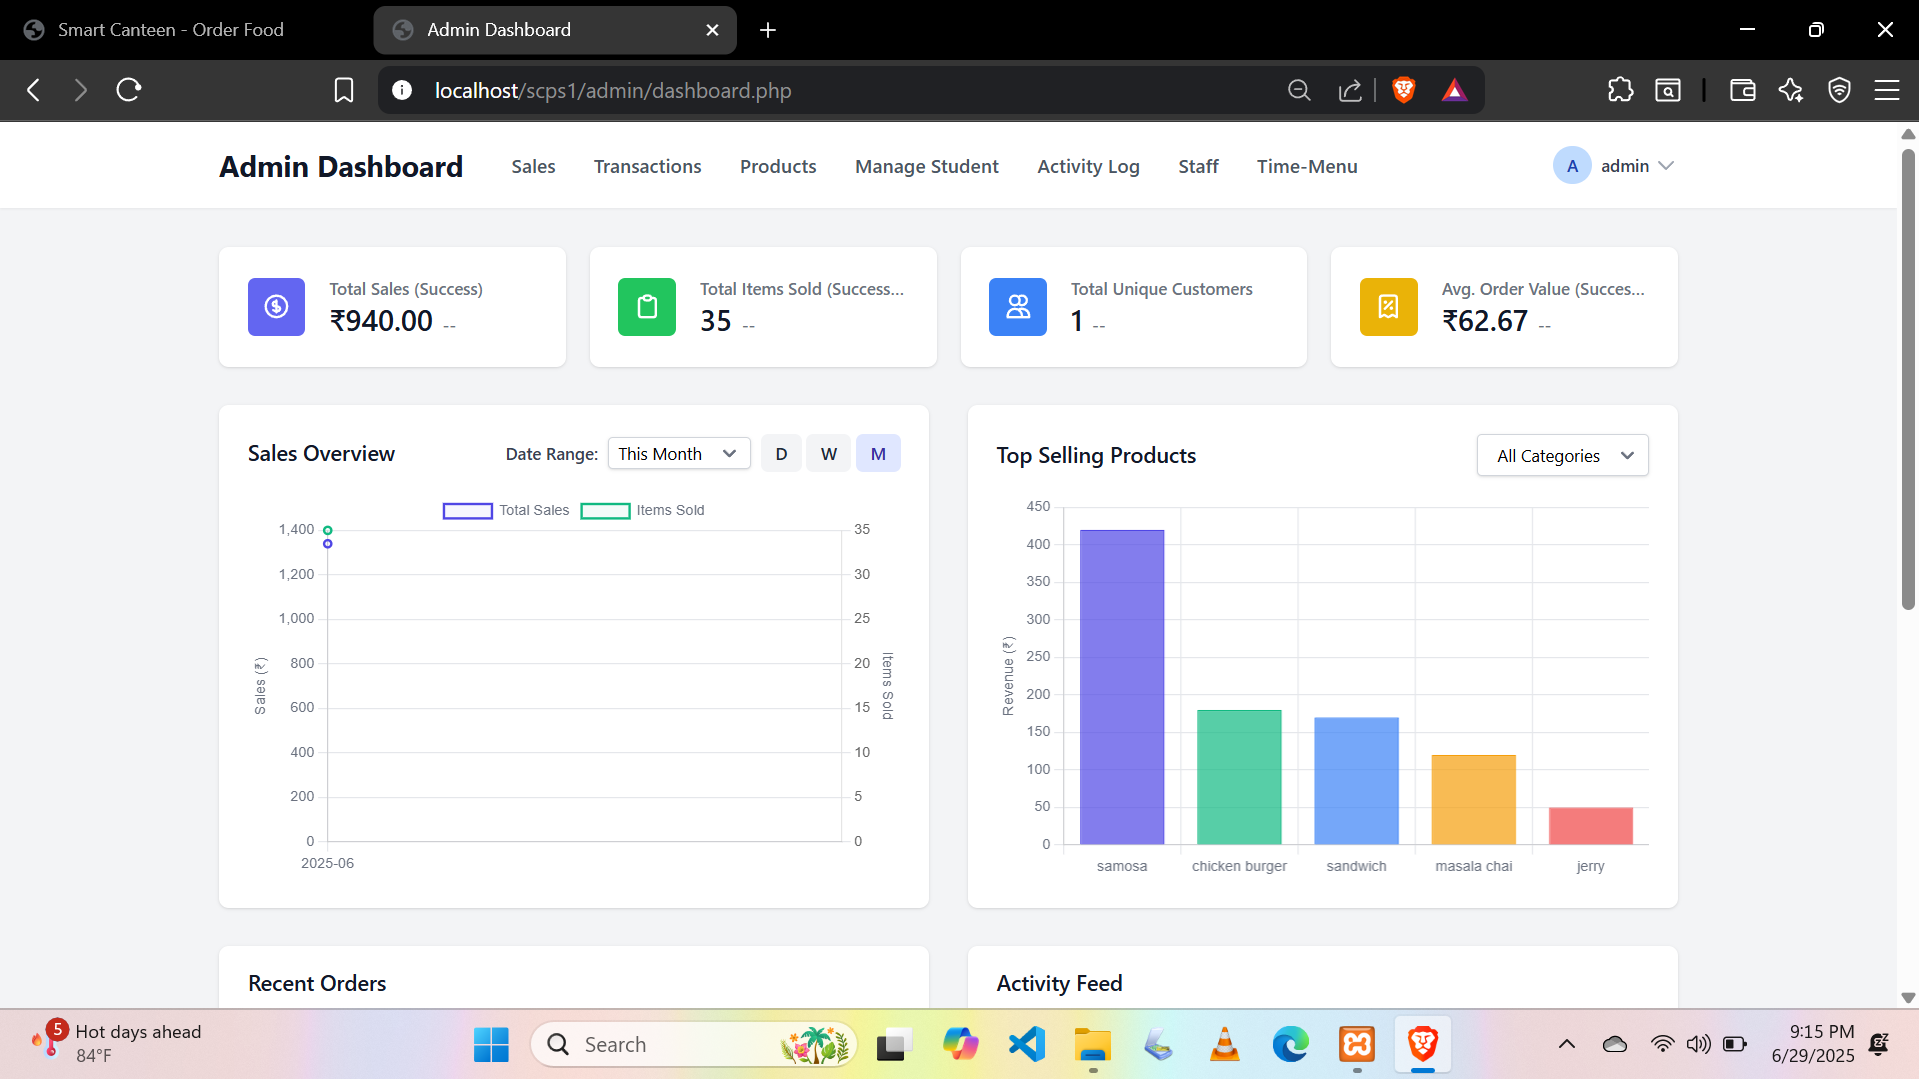 Smart Canteen - Order Food
Admin Dashboard
localhost/scps1/admin/dashboard.php
Admin Dashboard
Sales
Transactions
Products
Manage Student
Activity Log
Staff
Time-Menu
A
admin
Total Sales (Success)
₹940.00 --
Total Items Sold (Success...
35 --
Total Unique Customers
1 --
Avg. Order Value (Succes...
₹62.67 --
Sales Overview
Date Range:
This Month
D
W
M
Total Sales
Items Sold
1,400
1,200
1,000
800
600
400
200
0
Sales (₹)
35
30
25
20
15
10
5
0
Items Sold
2025-06
Top Selling Products
All Categories
450
400
350
300
250
200
150
100
50
0
Revenue (₹)
samosa
chicken burger
sandwich
masala chai
jerry
Recent Orders
Activity Feed
5
Hot days ahead
84°F
Search
9:15 PM
6/29/2025